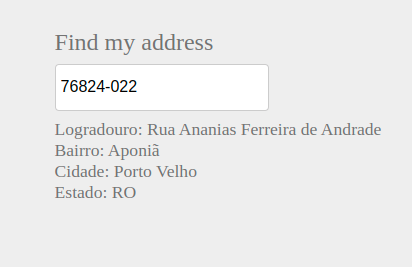 Find my address
76824-022
Logradouro: Rua Ananias Ferreira de Andrade
Bairro: Aponiã
Cidade: Porto Velho
Estado: RO